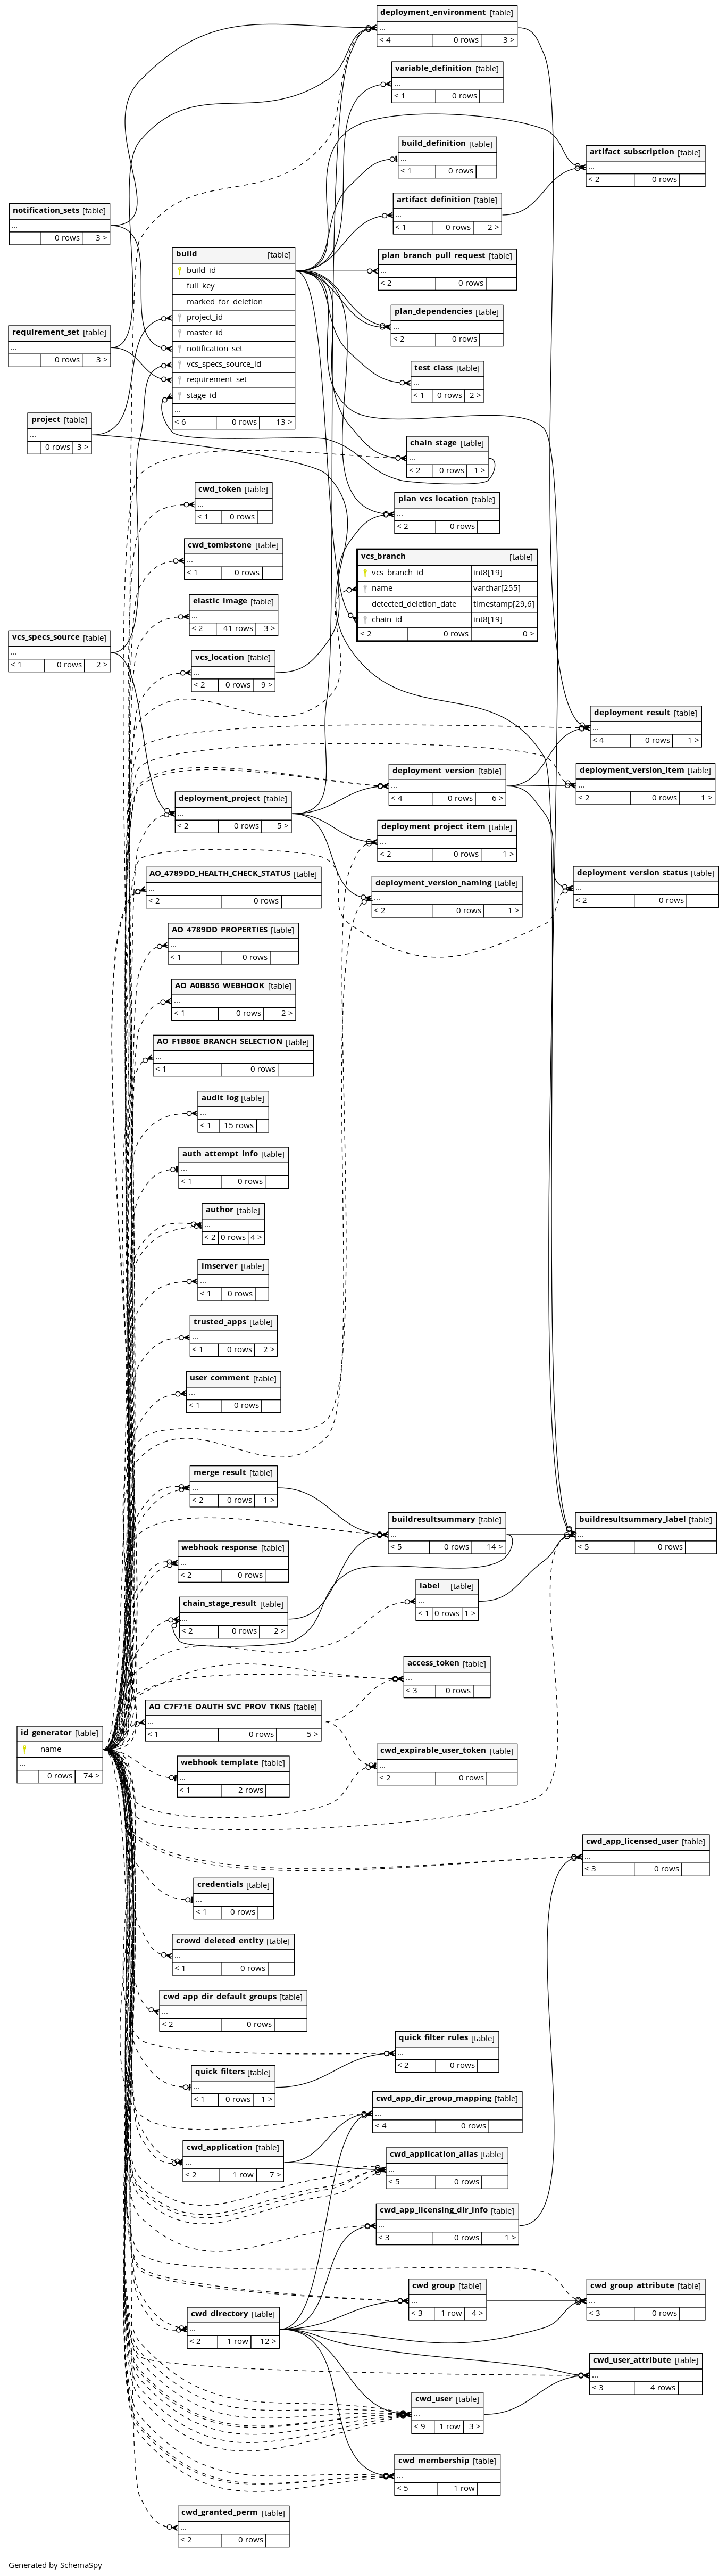 deployment_environment [table]
...
< 4 0 rows 3 >
variable_definition [table]
...
< 1 0 rows
build_definition [table]
...
< 1 0 rows
artifact_subscription [table]
...
< 2 0 rows
artifact_definition [table]
...
< 1 0 rows 2 >
notification_sets [table]
...
0 rows 3 >
build [table]
build_id
full_key
marked_for_deletion
project_id
master_id
notification_set
vcs_specs_source_id
requirement_set
stage_id
...
< 6 0 rows 13 >
plan_branch_pull_request [table]
...
< 2 0 rows
plan_dependencies [table]
...
< 2 0 rows
requirement_set [table]
...
0 rows 3 >
test_class [table]
...
< 1 0 rows 2 >
project [table]
...
0 rows 3 >
chain_stage [table]
...
< 2 0 rows 1 >
cwd_token [table]
...
< 1 0 rows
plan_vcs_location [table]
...
< 2 0 rows
cwd_tombstone [table]
...
< 1 0 rows
vcs_branch [table]
vcs_branch_id int8[19]
name varchar[255]
detected_deletion_date timestamp[29,6]
chain_id int8[19]
< 2 0 rows 0 >
elastic_image [table]
...
< 2 41 rows 3 >
vcs_specs_source [table]
...
< 1 0 rows 2 >
vcs_location [table]
...
< 2 0 rows 9 >
deployment_result [table]
...
< 4 0 rows 1 >
deployment_version [table]
...
< 4 0 rows 6 >
deployment_version_item [table]
...
< 2 0 rows 1 >
deployment_project [table]
...
< 2 0 rows 5 >
deployment_project_item [table]
...
< 2 0 rows 1 >
AO_4789DD_HEALTH_CHECK_STATUS [table]
...
< 2 0 rows
deployment_version_naming [table]
...
< 2 0 rows 1 >
deployment_version_status [table]
...
< 2 0 rows
AO_4789DD_PROPERTIES [table]
...
< 1 0 rows
AO_A0B856_WEBHOOK [table]
...
< 1 0 rows 2 >
AO_F1B80E_BRANCH_SELECTION [table]
...
< 1 0 rows
audit_log [table]
...
< 1 15 rows
auth_attempt_info [table]
...
< 1 0 rows
author [table]
...
< 2 0 rows 4 >
imserver [table]
...
< 1 0 rows
trusted_apps [table]
...
< 1 0 rows 2 >
user_comment [table]
...
< 1 0 rows
merge_result [table]
...
< 2 0 rows 1 >
buildresultsummary [table]
...
< 5 0 rows 14 >
buildresultsummary_label [table]
...
< 5 0 rows
webhook_response [table]
...
< 2 0 rows
label [table]
...
< 1 0 rows 1 >
chain_stage_result [table]
...
< 2 0 rows 2 >
access_token [table]
...
< 3 0 rows
AO_C7F71E_OAUTH_SVC_PROV_TKNS [table]
...
< 1 0 rows 5 >
id_generator [table]
name
...
0 rows 74 >
cwd_expirable_user_token [table]
...
< 2 0 rows
webhook_template [table]
...
< 1 2 rows
cwd_app_licensed_user [table]
...
< 3 0 rows
credentials [table]
...
< 1 0 rows
crowd_deleted_entity [table]
...
< 1 0 rows
cwd_app_dir_default_groups [table]
...
< 2 0 rows
quick_filter_rules [table]
...
< 2 0 rows
quick_filters [table]
...
< 1 0 rows 1 >
cwd_app_dir_group_mapping [table]
...
< 4 0 rows
cwd_application [table]
...
< 2 1 row 7 >
cwd_application_alias [table]
...
< 5 0 rows
cwd_app_licensing_dir_info [table]
...
< 3 0 rows 1 >
cwd_group [table]
...
< 3 1 row 4 >
cwd_group_attribute [table]
...
< 3 0 rows
cwd_directory [table]
...
< 2 1 row 12 >
cwd_user_attribute [table]
...
< 3 4 rows
cwd_user [table]
...
< 9 1 row 3 >
cwd_membership [table]
...
< 5 1 row
cwd_granted_perm [table]
...
< 2 0 rows
Generated by SchemaSpy